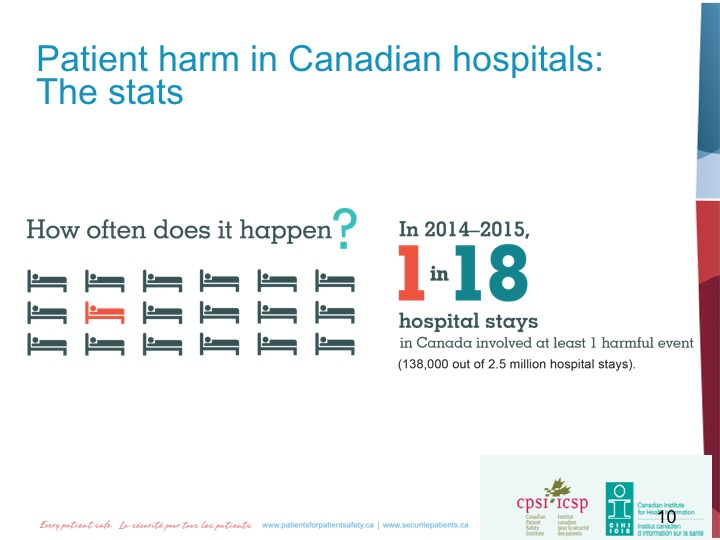 Patient harm in Canadian hospitals:
The stats
How often does it happen?
In 2014–2015,
1 in 18
hospital stays
in Canada involved at least 1 harmful event
(138,000 out of 2.5 million hospital stays).
Every patient safe La sécurité pour tous les patients
www.patientsforpatientsafety.ca | www.securitepatients.ca
cpsi icsp
Canadian Patient Safety Institute
Institut canadien pour la sécurité des patients
CIHI
ICIS
Canadian Institute
for Health Information
Institut canadien
d'information sur la santé
10